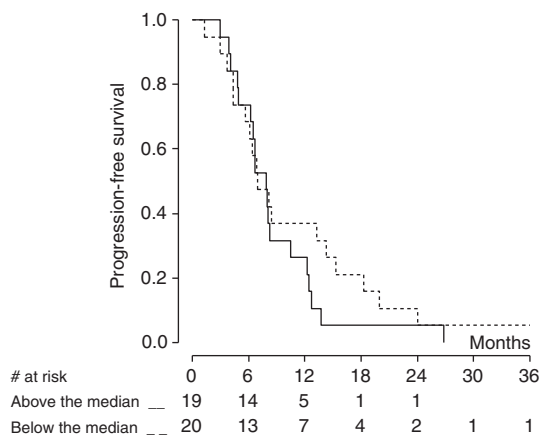 1.0
0.8
0.6
0.4
0.2
0.0
Progression-free survival
Months
# at risk 0 6 12 18 24 30 36
Above the median __ 19 14 5 1 1
Below the median _ _ 20 13 7 4 2 1 1